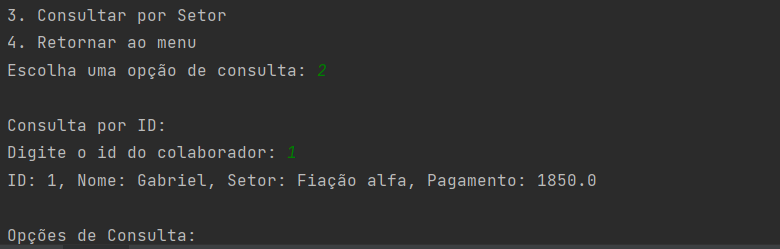 3. Consultar por Setor
4. Retornar ao menu
Escolha uma opção de consulta: 2
Consulta por ID:
Digite o id do colaborador: 1
ID: 1, Nome: Gabriel, Setor: Fiação alfa, Pagamento: 1850.0
Opções de Consulta: